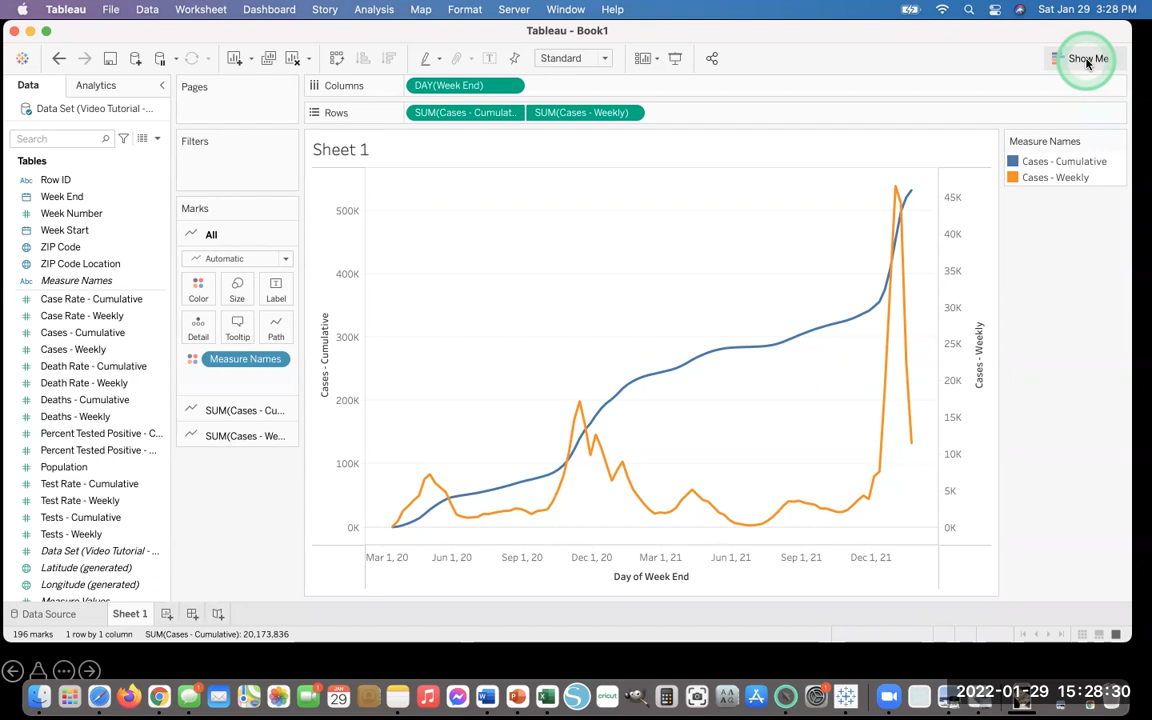 Tableau File Data Worksheet Dashboard Story Analysis Map Format Server Window Help Sat Jan 29 3:28 PM
Tableau - Book1
Standard
Show Me
Data Analytics
Data Set (Video Tutorial -...
Search
Tables
Abc Row ID
Week End
Week Number
Week Start
ZIP Code
ZIP Code Location
Abc Measure Names
Case Rate - Cumulative
Case Rate - Weekly
Cases - Cumulative
Cases - Weekly
Death Rate - Cumulative
Death Rate - Weekly
Deaths - Cumulative
Deaths - Weekly
Percent Tested Positive - C...
Percent Tested Positive - ...
Population
Test Rate - Cumulative
Test Rate - Weekly
Tests - Cumulative
Tests - Weekly
Data Set (Video Tutorial - ...
Latitude (generated)
Longitude (generated)
Measure Values
Pages
Filters
Marks
All
Automatic
Color Size Label
Detail Tooltip Path
Measure Names
SUM(Cases - Cu...
SUM(Cases - We...
Columns DAY(Week End)
Rows SUM(Cases - Cumulat.. SUM(Cases - Weekly)
Sheet 1
500K
400K
300K
200K
100K
0K
Cases - Cumulative
45K
40K
35K
30K
25K
20K
15K
10K
5K
0K
Cases - Weekly
Mar 1, 20 Jun 1, 20 Sep 1, 20 Dec 1, 20 Mar 1, 21 Jun 1, 21 Sep 1, 21 Dec 1, 21
Day of Week End
Measure Names
Cases - Cumulative
Cases - Weekly
Data Source Sheet 1
196 marks 1 row by 1 column SUM(Cases - Cumulative): 20,173,836
JAN
29
cricut
2022-01-29 15:28:30